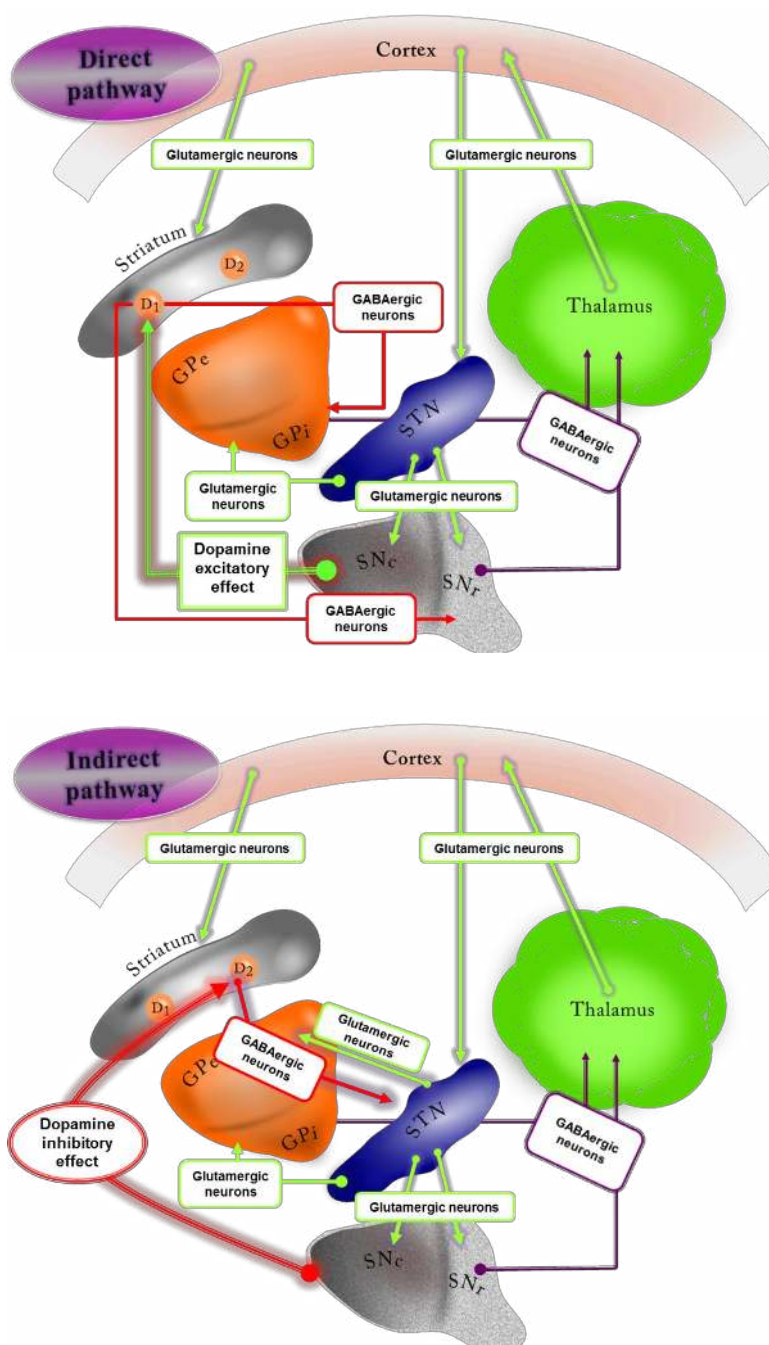 Direct
pathway
Cortex
Glutamergic neurons
Glutamergic neurons
Striatum
D2
D1
GABAergic
neurons
Thalamus
GPe
GPi
STN
GABAergic
neurons
Glutamergic
neurons
Glutamergic neurons
Dopamine
excitatory
effect
SNc
SNr
GABAergic
neurons
Indirect
pathway
Cortex
Glutamergic neurons
Glutamergic neurons
Striatum
D2
D1
Glutamergic
neurons
GABAergic
neurons
Thalamus
GPe
GPi
STN
GABAergic
neurons
Dopamine
inhibitory
effect
Glutamergic
neurons
Glutamergic neurons
SNc
SNr